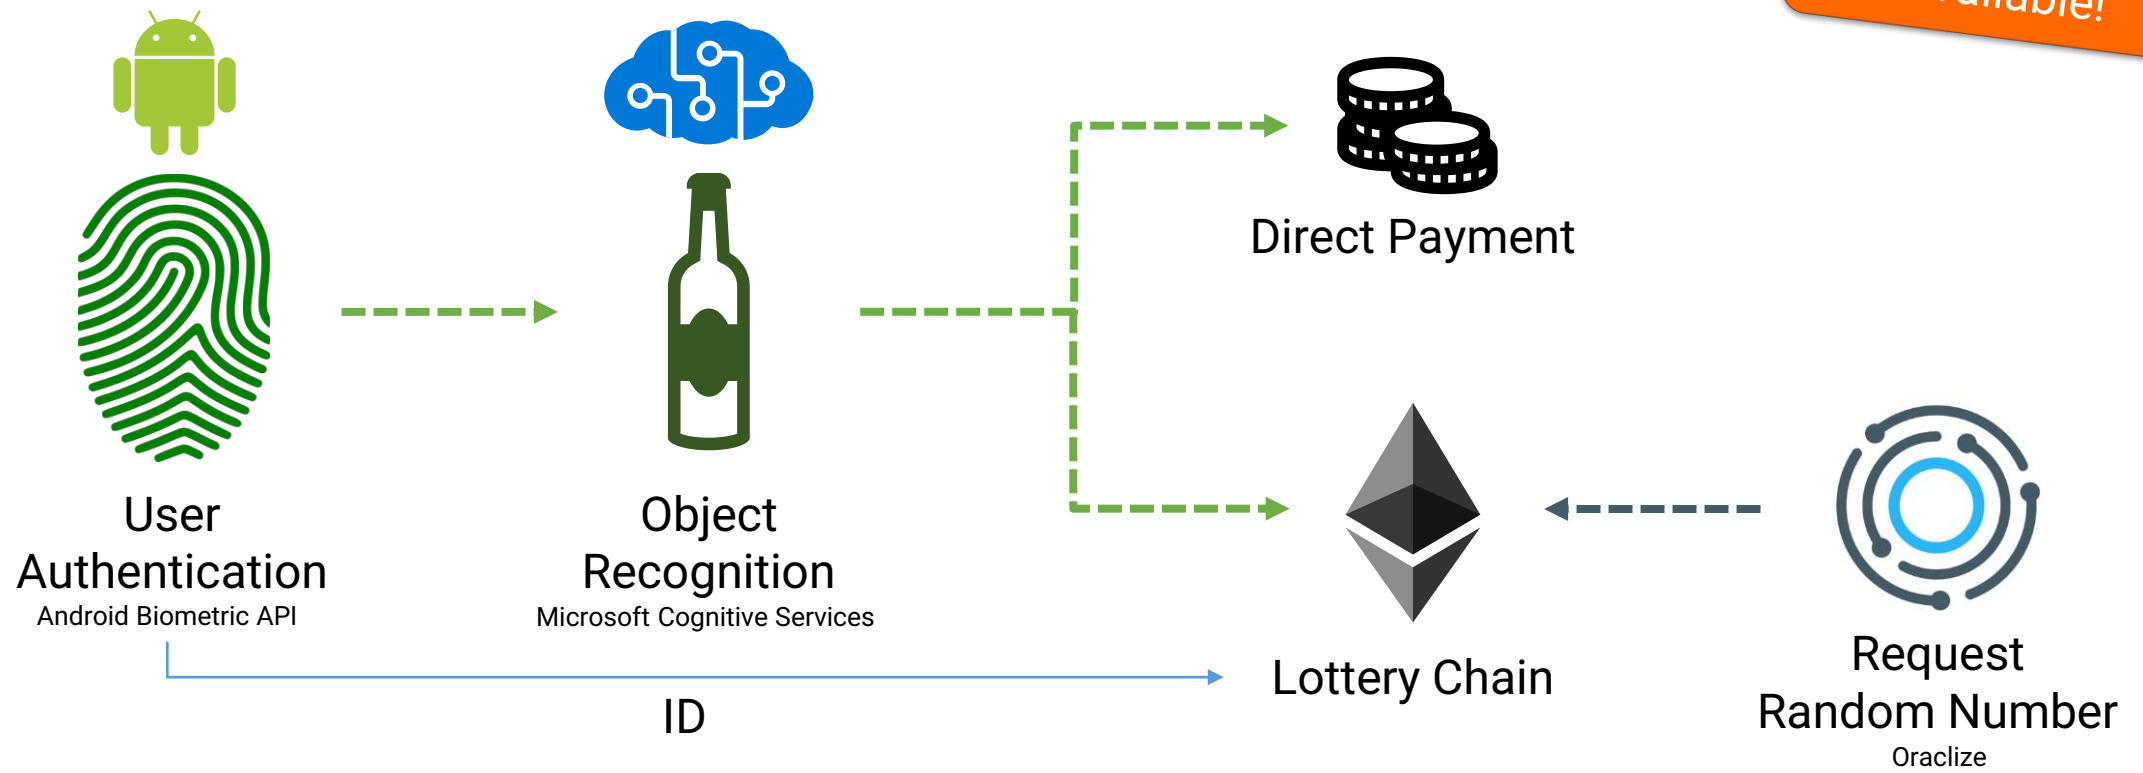 Direct Payment
User
Authentication
Android Biometric API
Object
Recognition
Microsoft Cognitive Services
ID
Lottery Chain
Request
Random Number
Oraclize